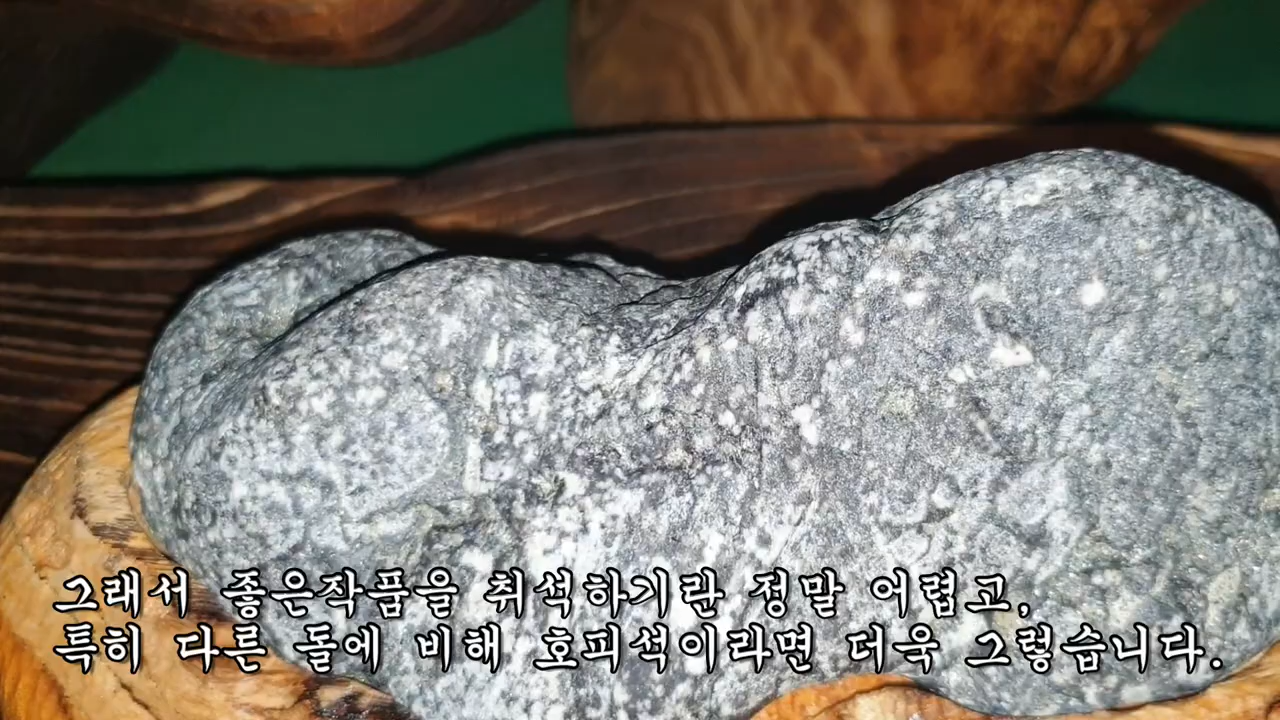 그래서 좋은작품을 취석하기란 정말 어렵고,
특히 다른 돌에 비해 호피석이라면 더욱 그렇습니다.